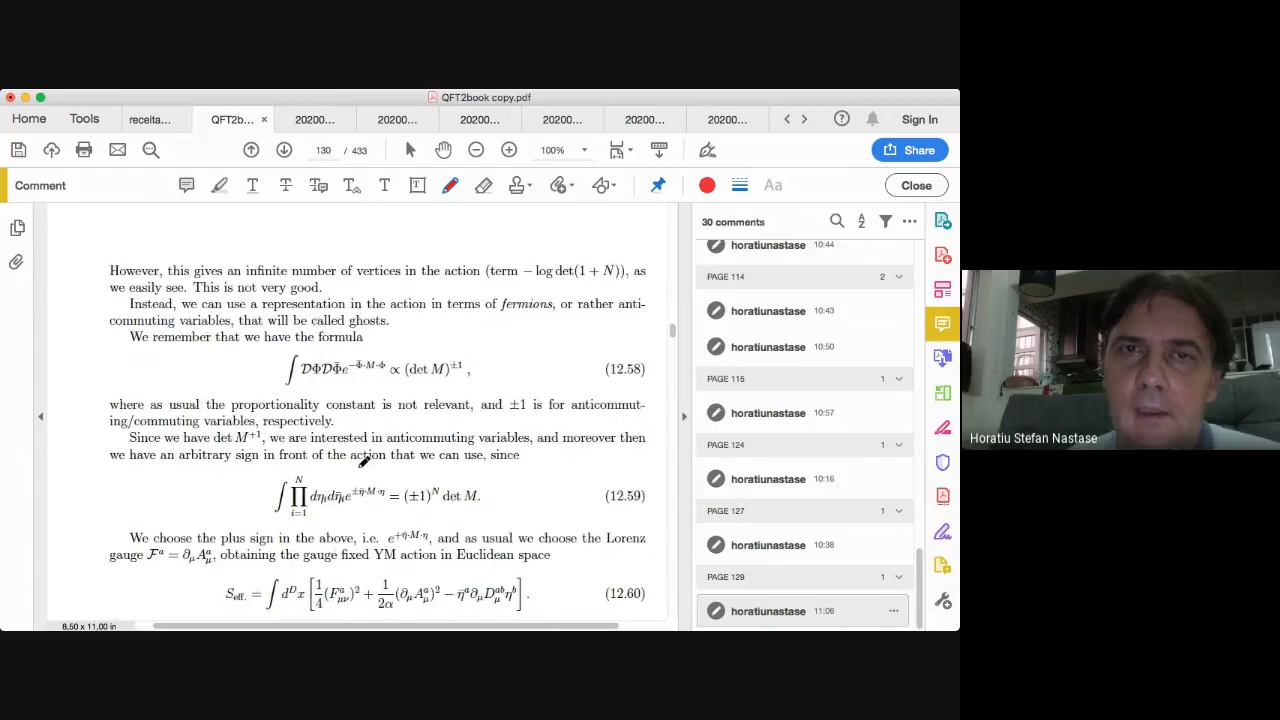 QFT2book copy.pdf
Home
Tools
receita...
QFT2b...
20200...
20200...
20200...
20200...
20200...
20200...
Sign In
130 / 433
100%
Share
Comment
Close
30 comments
However, this gives an infinite number of vertices in the action (term − log det(1 + N)), as
we easily see. This is not very good.
Instead, we can use a representation in the action in terms of fermions, or rather anti-
commuting variables, that will be called ghosts.
We remember that we have the formula
∫ 𝒟Φ𝒟Φ̄e^{−Φ̄·M·Φ} ∝ (det M)^{±1} , (12.58)
where as usual the proportionality constant is not relevant, and ±1 is for anticommut-
ing/commuting variables, respectively.
Since we have det M^{+1}, we are interested in anticommuting variables, and moreover then
we have an arbitrary sign in front of the action that we can use, since
∫ ∏_{i=1}^{N} dη_i dη̄_i e^{±η̄·M·η} = (±1)^N det M. (12.59)
We choose the plus sign in the above, i.e. e^{+η̄·M·η}, and as usual we choose the Lorenz
gauge ℱ^a = ∂_μ A^a_μ, obtaining the gauge fixed YM action in Euclidean space
S_eff. = ∫ d^D x [ 1/4 (F^a_{μν})^2 + 1/2α (∂_μ A^a_μ)^2 − η̄^a ∂_μ D^{ab}_μ η^b ] . (12.60)
8,50 x 11,00 in
horatiunastase 10:44
PAGE 114 2
horatiunastase 10:43
horatiunastase 10:50
PAGE 115 1
horatiunastase 10:57
PAGE 124 1
horatiunastase 10:16
PAGE 127 1
horatiunastase 10:38
PAGE 129 1
horatiunastase 11:06
Horatiu Stefan Nastase